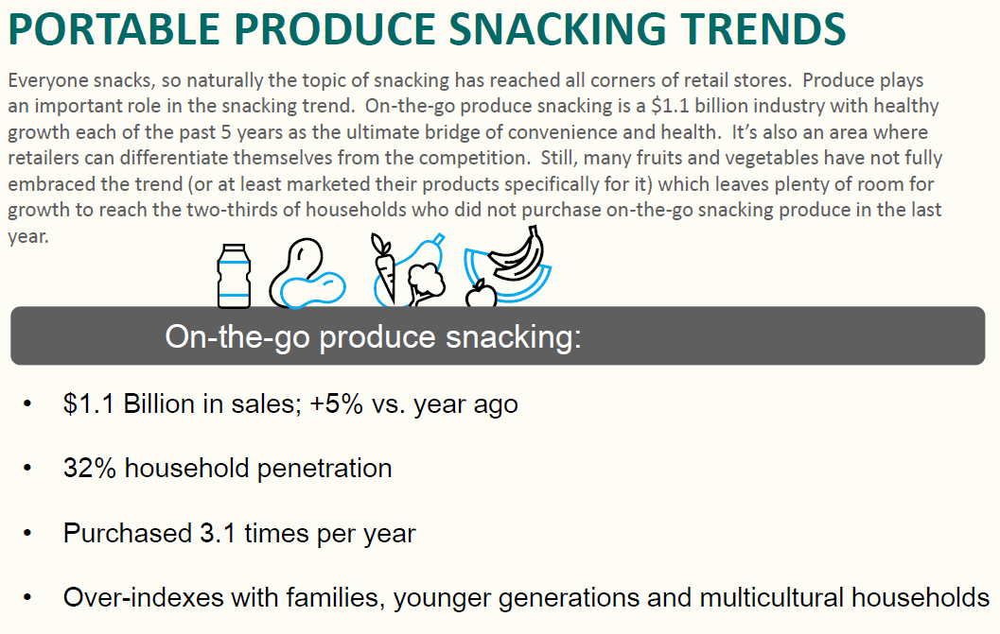 PORTABLE PRODUCE SNACKING TRENDS
Everyone snacks, so naturally the topic of snacking has reached all corners of retail stores.  Produce plays
an important role in the snacking trend.  On-the-go produce snacking is a $1.1 billion industry with healthy
growth each of the past 5 years as the ultimate bridge of convenience and health.  It’s also an area where
retailers can differentiate themselves from the competition.  Still, many fruits and vegetables have not fully
embraced the trend (or at least marketed their products specifically for it) which leaves plenty of room for
growth to reach the two-thirds of households who did not purchase on-the-go snacking produce in the last
year.
On-the-go produce snacking:
• $1.1 Billion in sales; +5% vs. year ago
• 32% household penetration
• Purchased 3.1 times per year
• Over-indexes with families, younger generations and multicultural households